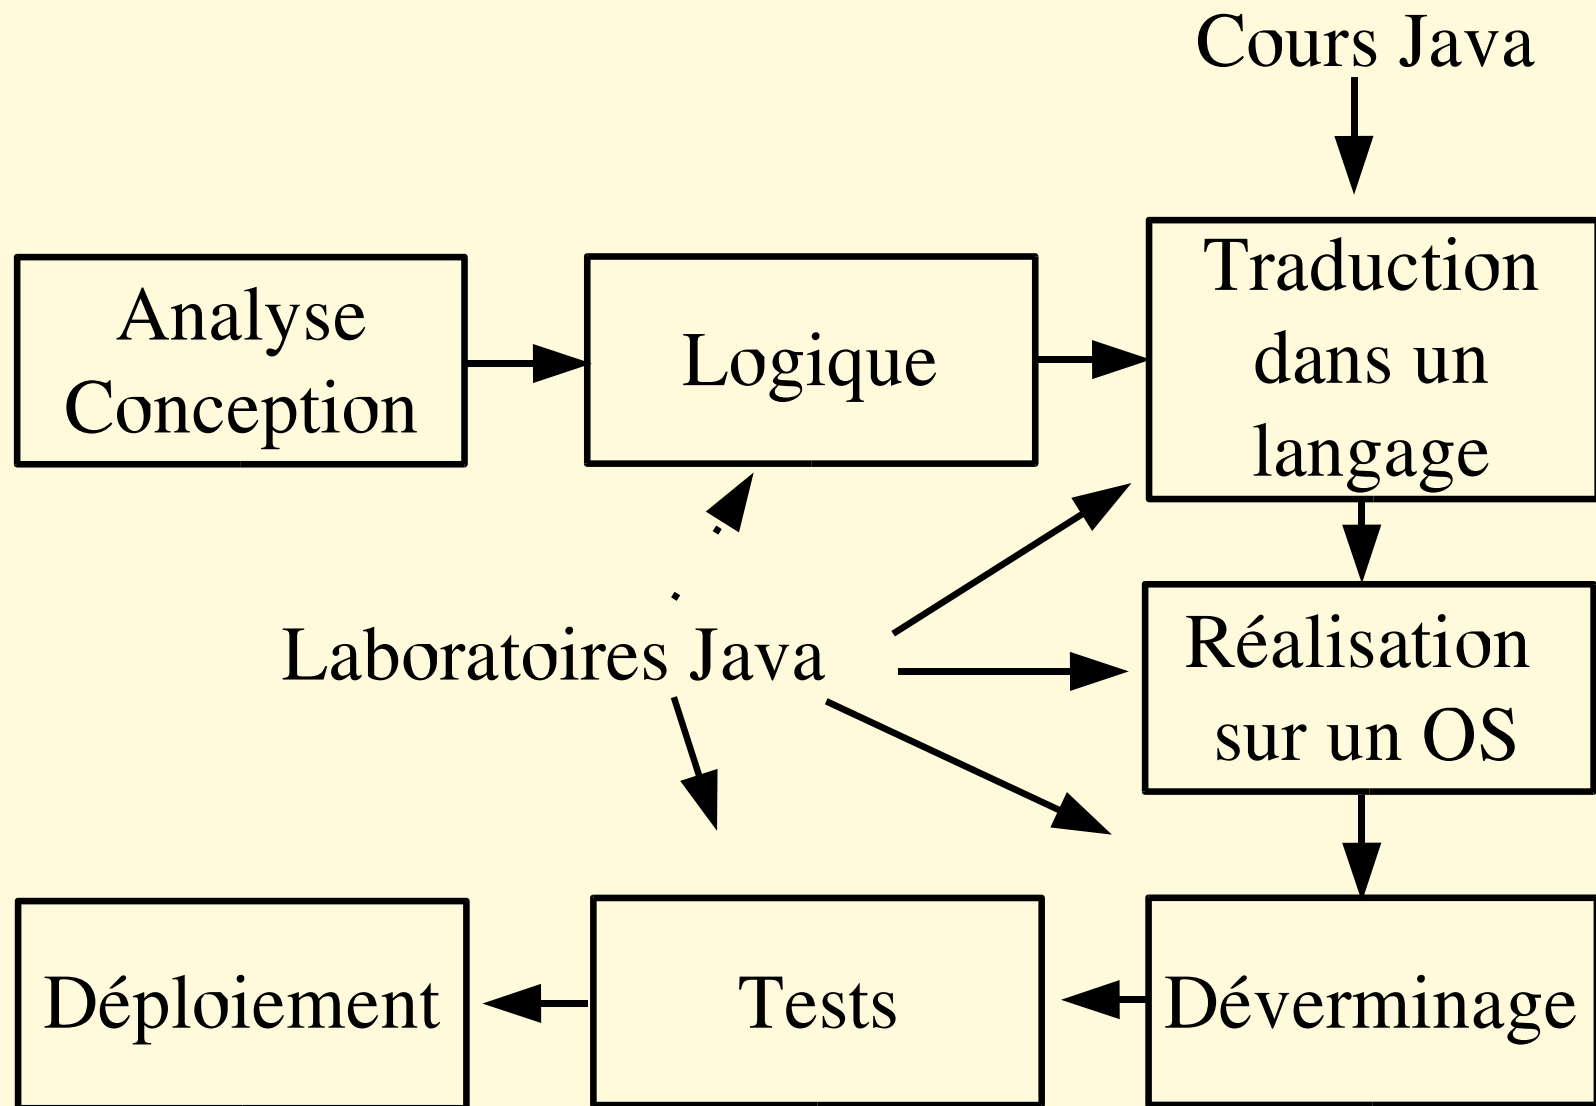 Cours Java
Analyse
Conception
Logique
Traduction
dans un
langage
Laboratoires Java
Réalisation
sur un OS
Déploiement
Tests
Déverminage